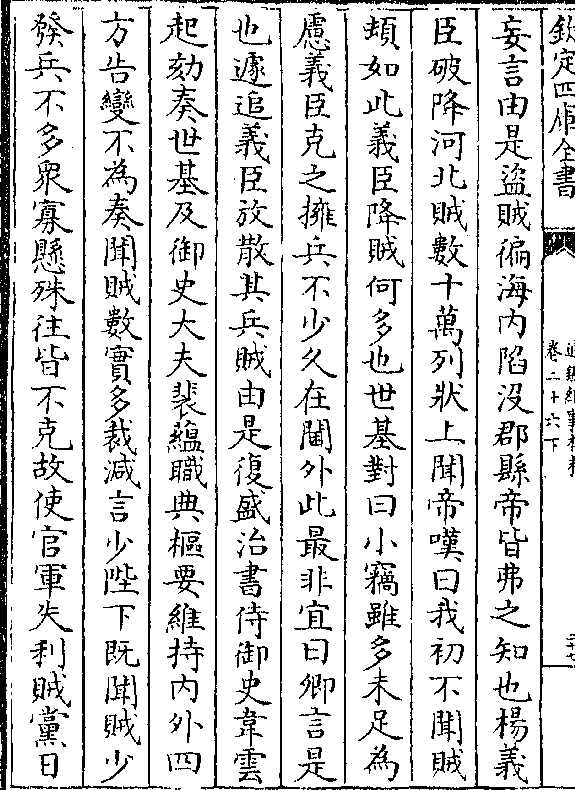 欽定四庫全書
通鑑紀事本末
卷二十六下
二十七
妄言由是盜賊徧海内陷没郡縣帝皆弗之知也楊義
臣破降河北賊數十萬列狀上聞帝嘆曰我初不聞賊
頓如此義臣降賊何多也世基對曰小竊雖多未足為
慮義臣克之擁兵不少久在閫外此最非宜曰卿言是
也遽追義臣放散其兵賊由是復盛治書侍御史韋雲
起劾奏世基及御史大夫裴蘊職典樞要維持内外四
方告變不為奏聞賊數實多裁減言少陛下既聞賊少
發兵不多衆寡懸殊往皆不克故使官軍失利賊黨日